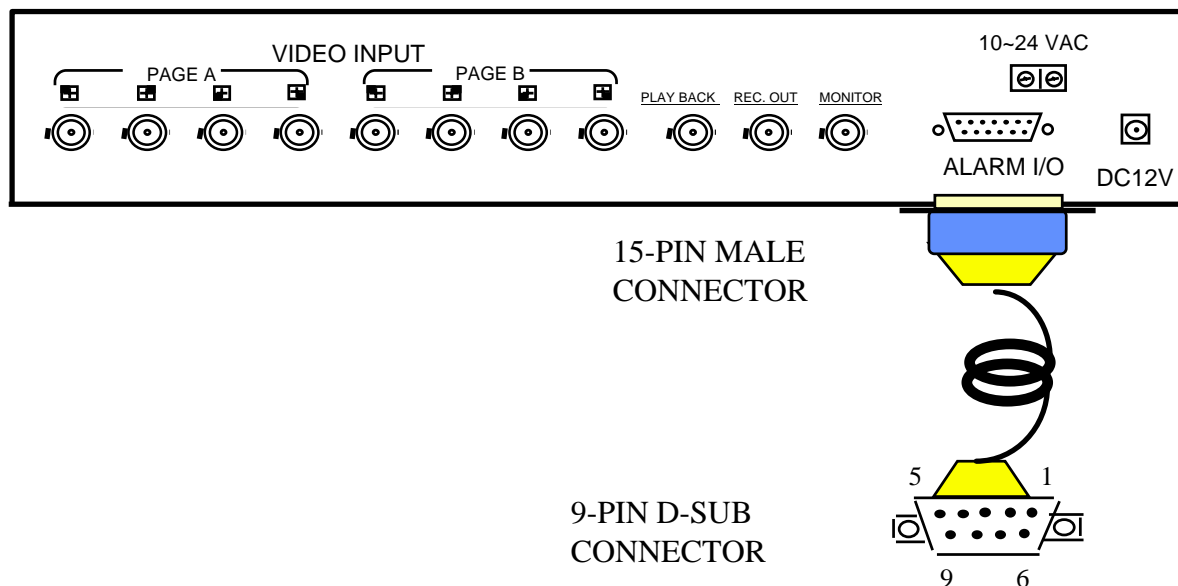 VIDEO INPUT
PAGE A
PAGE B
PLAY BACK
REC. OUT
MONITOR
10~24 VAC
ALARM I/O
DC12V
15-PIN MALE
CONNECTOR
5 1
9-PIN D-SUB
CONNECTOR
9 6